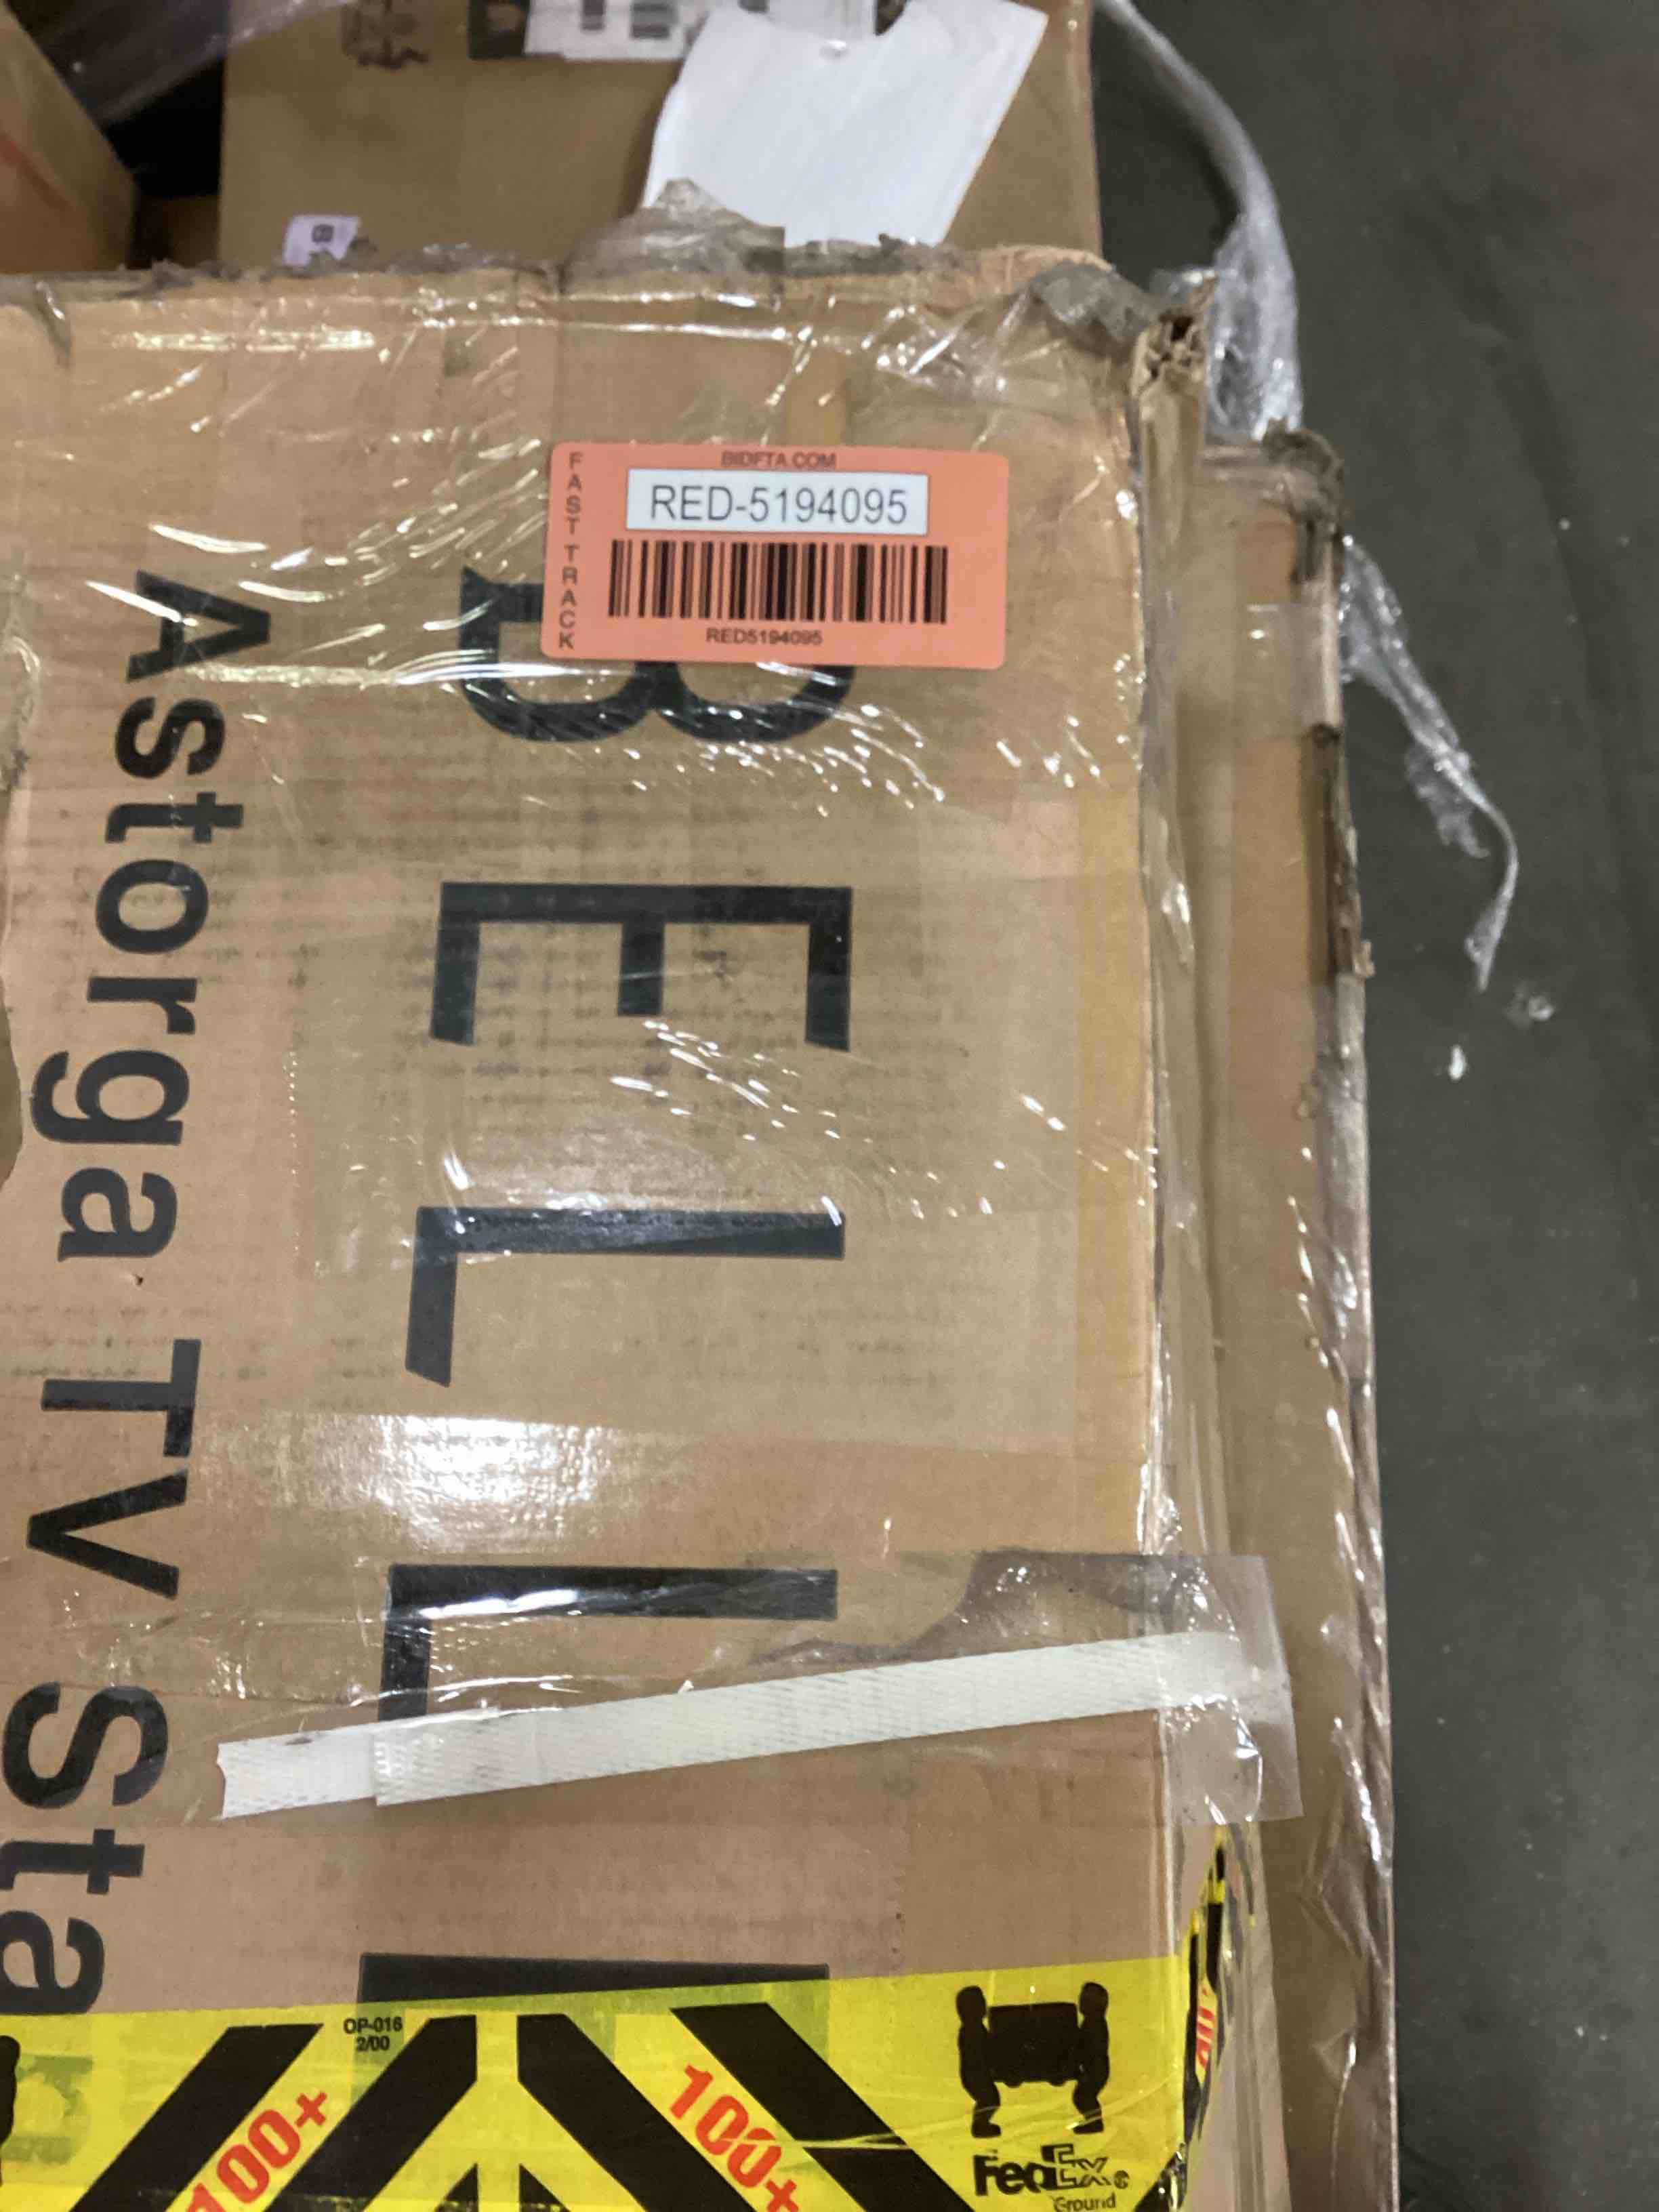 BIDFTA.COM
FAST TRACK
RED-5194095
RED5194095
BELL
Astorga TV Sta
OP-016
2/00
100+
100+
FedEx®
Ground